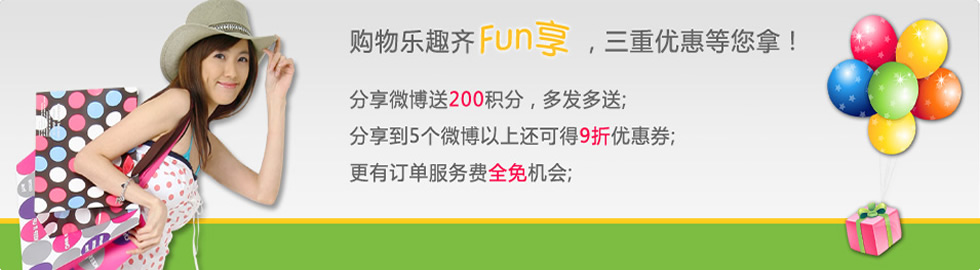 购物乐趣齐Fun享，三重优惠等您拿！
分享微博送200积分，多发多送;
分享到5个微博以上还可得9折优惠券;
更有订单服务费全免机会;